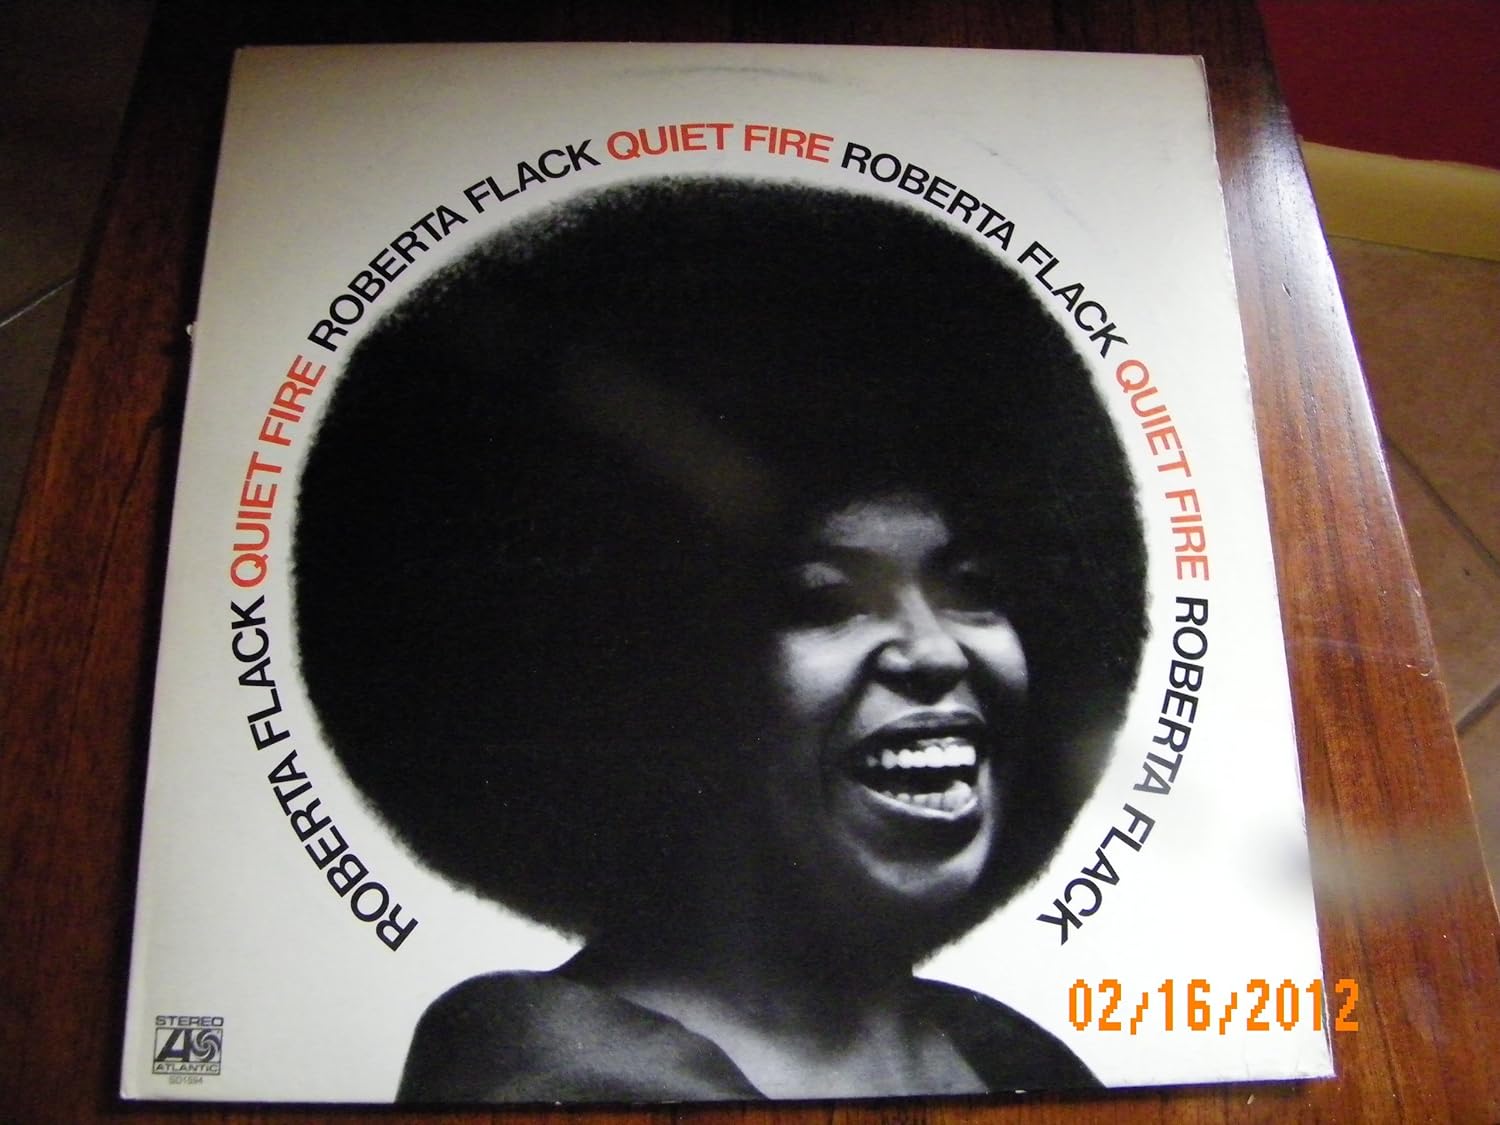 ROBERTA FLACK QUIET FIRE ROBERTA FLACK QUIET FIRE ROBERTA FLACK QUIET FIRE ROBERTA FLACK
02/16/2012
STEREO
ATLANTIC
SD1594